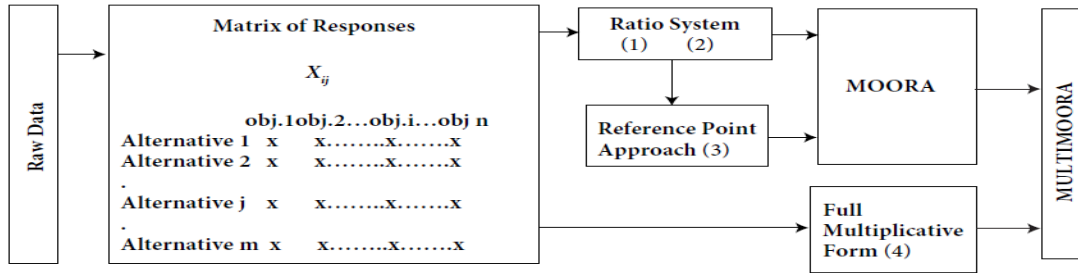 Raw Data
Matrix of Responses
Xij
obj.1obj.2...obj.i...obj n
Alternative 1 x x........x.......x
Alternative 2 x x........x.......x
.
Alternative j x x........x.......x
.
Alternative m x x........x.......x
Ratio System
(1) (2)
Reference Point
Approach (3)
MOORA
Full
Multiplicative
Form (4)
MULTIMOORA